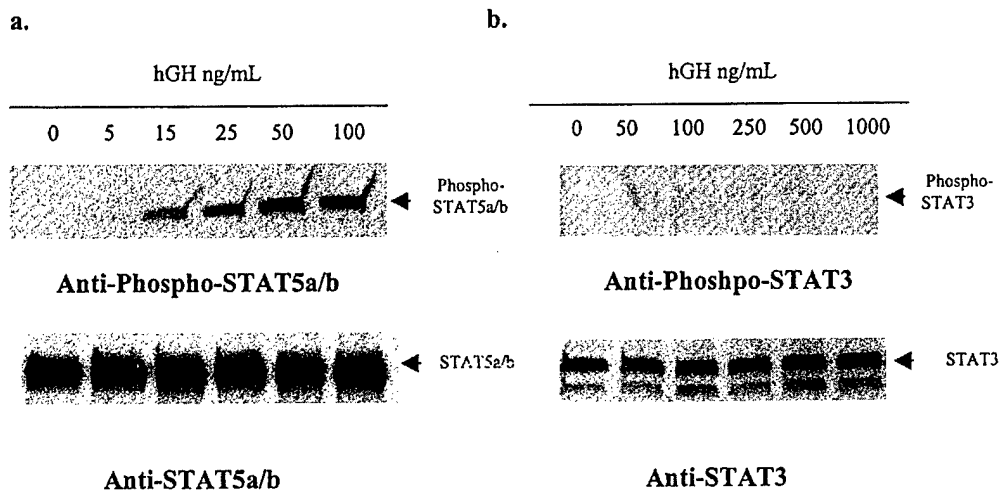 a.
hGH ng/mL
0 5 15 25 50 100
Phospho-
STAT5a/b
Anti-Phospho-STAT5a/b
STAT5a/b
Anti-STAT5a/b
b.
hGH ng/mL
0 50 100 250 500 1000
Phospho-
STAT3
Anti-Phoshpo-STAT3
STAT3
Anti-STAT3